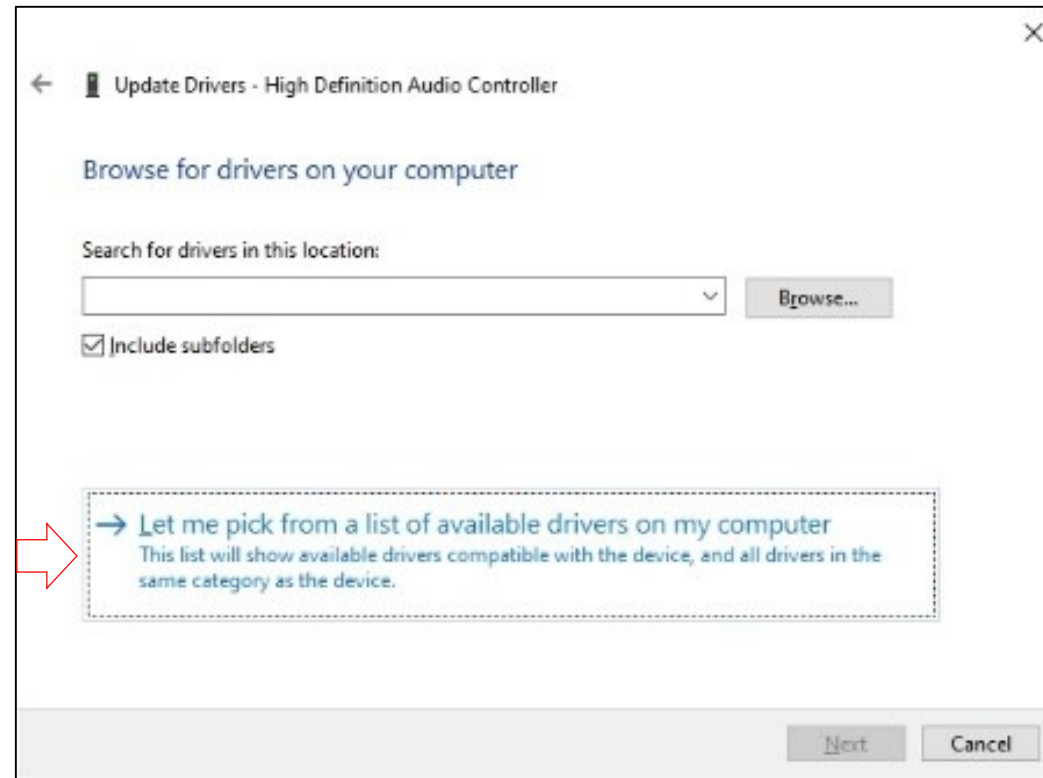 Update Drivers - High Definition Audio Controller
Browse for drivers on your computer
Search for drivers in this location:
Browse...
Include subfolders
Let me pick from a list of available drivers on my computer
This list will show available drivers compatible with the device, and all drivers in the
same category as the device.
Next
Cancel